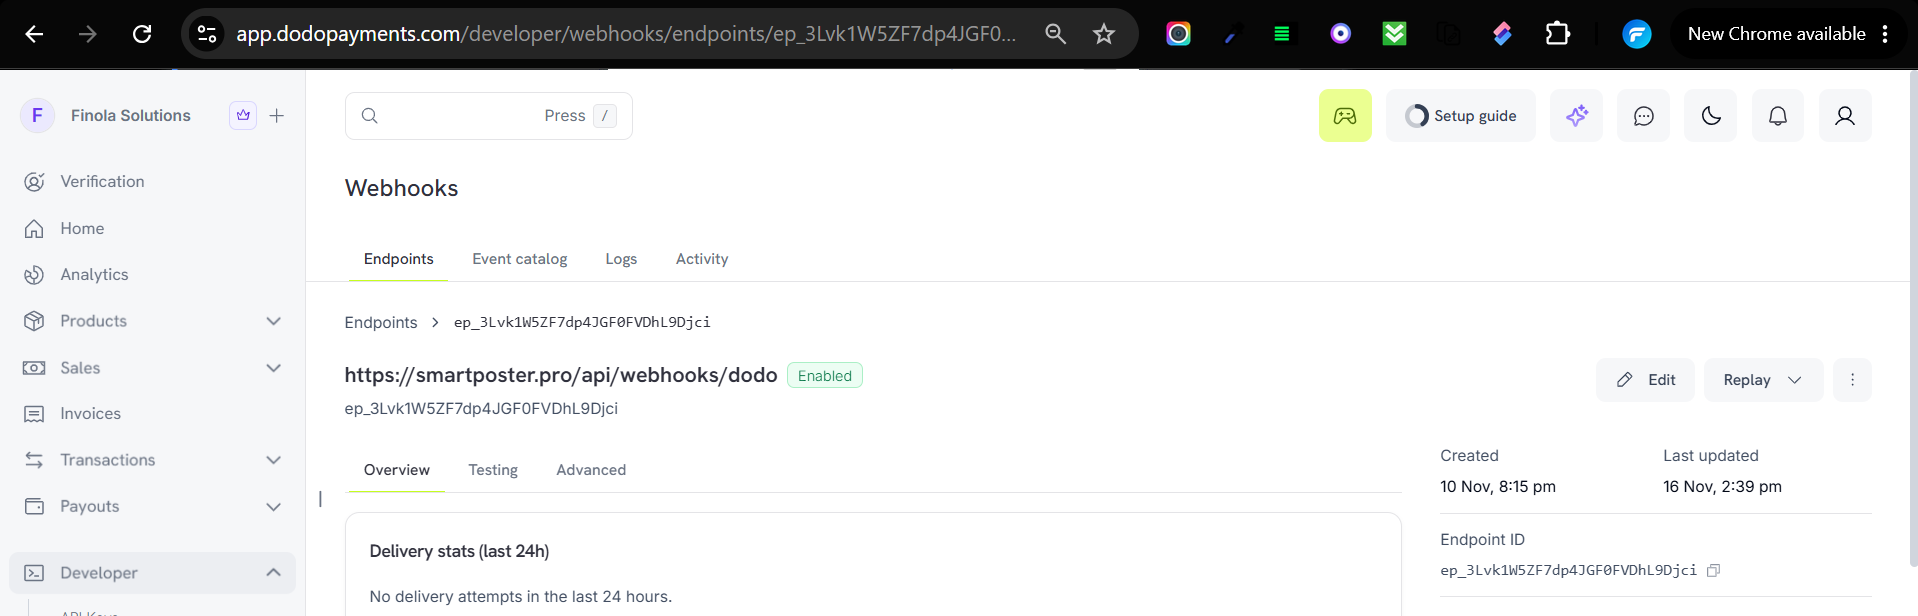 app.dodopayments.com/developer/webhooks/endpoints/ep_3Lvk1W5ZF7dp4JGF0...
New Chrome available
F Finola Solutions
Press /
Setup guide
Verification
Home
Analytics
Products
Sales
Invoices
Transactions
Payouts
Developer
API Keys
Webhooks
Endpoints Event catalog Logs Activity
Endpoints > ep_3Lvk1W5ZF7dp4JGF0FVDhL9Djci
https://smartposter.pro/api/webhooks/dodo Enabled
ep_3Lvk1W5ZF7dp4JGF0FVDhL9Djci
Edit Replay
Overview Testing Advanced
Delivery stats (last 24h)
No delivery attempts in the last 24 hours.
Created Last updated
10 Nov, 8:15 pm 16 Nov, 2:39 pm
Endpoint ID
ep_3Lvk1W5ZF7dp4JGF0FVDhL9Djci